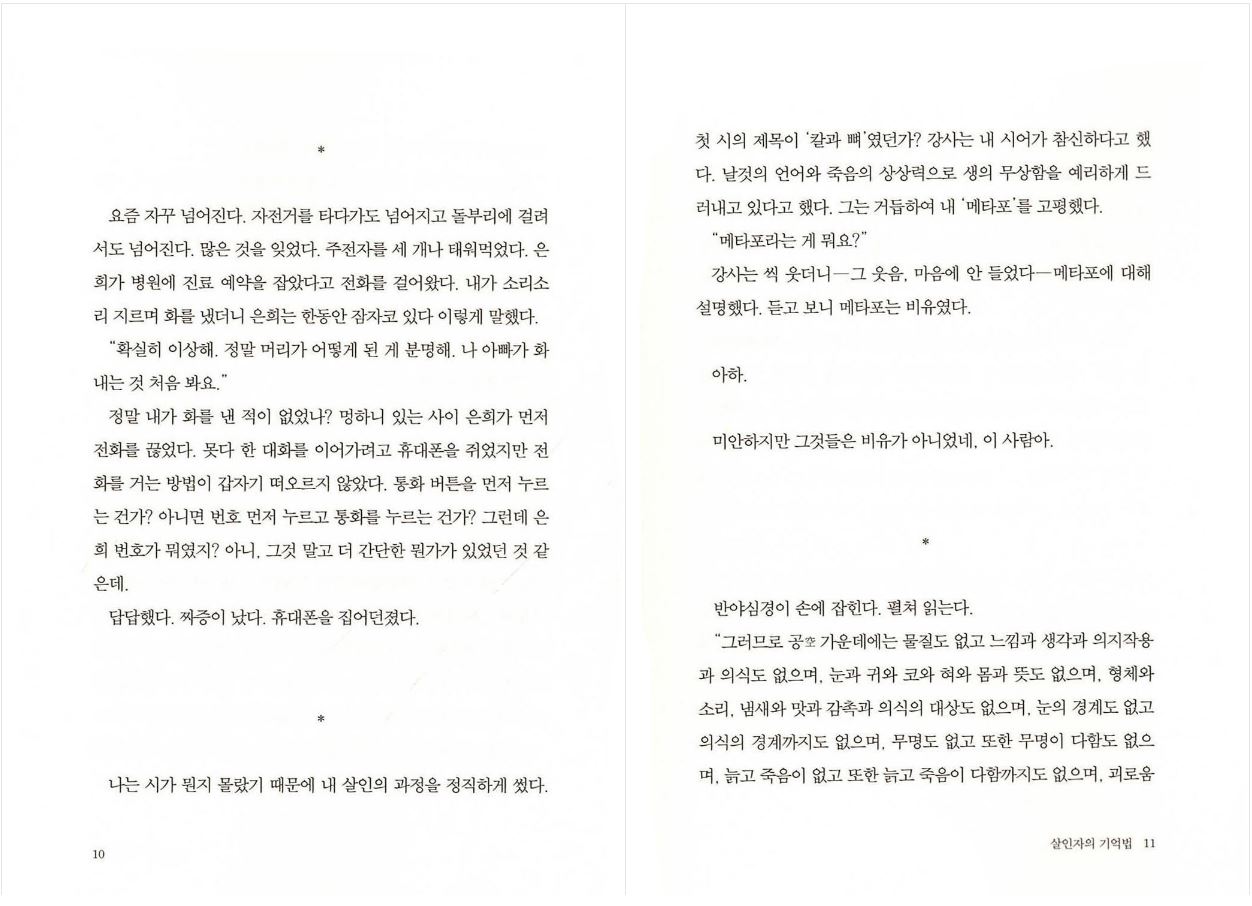 *
요즘 자꾸 넘어진다. 자전거를 타다가도 넘어지고 돌부리에 걸려
서도 넘어진다. 많은 것을 잊었다. 주전자를 세 개나 태워먹었다. 은
희가 병원에 진료 예약을 잡았다고 전화를 걸어왔다. 내가 소리소
리 지르며 화를 냈더니 은희는 한동안 잠자코 있다 이렇게 말했다.
“확실히 이상해. 정말 머리가 어떻게 된 게 분명해. 나 아빠가 화
내는 것 처음 봐요.”
정말 내가 화를 낸 적이 없었나? 멍하니 있는 사이 은희가 먼저
전화를 끊었다. 못다 한 대화를 이어가려고 휴대폰을 쥐었지만 전
화를 거는 방법이 갑자기 떠오르지 않았다. 통화 버튼을 먼저 누르
는 건가? 아니면 번호 먼저 누르고 통화를 누르는 건가? 그런데 은
희 번호가 뭐였지? 아니, 그것 말고 더 간단한 뭔가가 있었던 것 같
은데.
답답했다. 짜증이 났다. 휴대폰을 집어던졌다.
*
나는 시가 뭔지 몰랐기 때문에 내 살인의 과정을 정직하게 썼다.
10
첫 시의 제목이 ‘칼과 뼈’였던가? 강사는 내 시어가 참신하다고 했
다. 날것의 언어와 죽음의 상상력으로 생의 무상함을 예리하게 드
러내고 있다고 했다. 그는 거듭하여 내 ‘메타포’를 고평했다.
“메타포라는 게 뭐요?”
강사는 씩 웃더니—그 웃음, 마음에 안 들었다—메타포에 대해
설명했다. 듣고 보니 메타포는 비유였다.
아하.
미안하지만 그것들은 비유가 아니었네, 이 사람아.
*
반야심경이 손에 잡힌다. 펼쳐 읽는다.
“그러므로 공空 가운데에는 물질도 없고 느낌과 생각과 의지작용
과 의식도 없으며, 눈과 귀와 코와 혀와 몸과 뜻도 없으며, 형체와
소리, 냄새와 맛과 감촉과 의식의 대상도 없으며, 눈의 경계도 없고
의식의 경계까지도 없으며, 무명도 없고 또한 무명이 다함도 없으
며, 늙고 죽음이 없고 또한 늙고 죽음이 다함까지도 없으며, 괴로움
살인자의 기억법 11